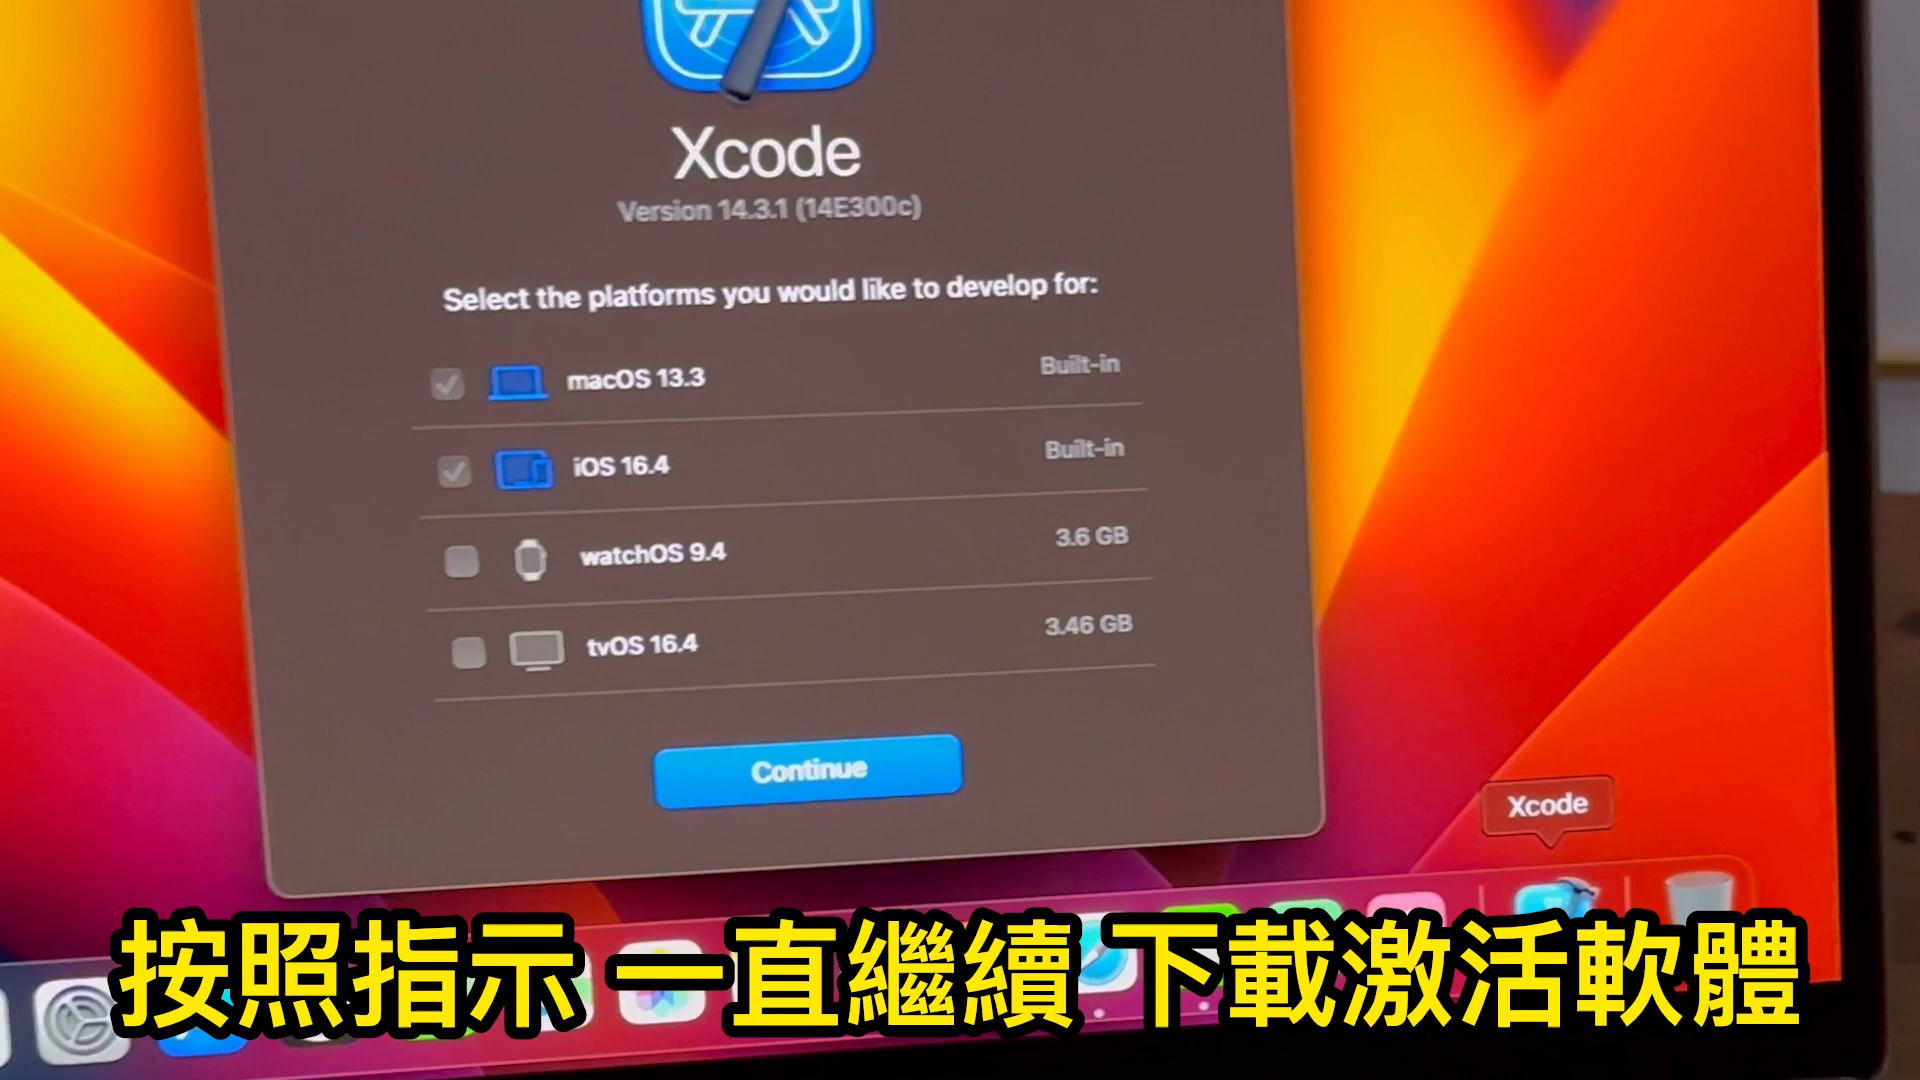 Xcode
Version 14.3.1 (14E300c)
Select the platforms you would like to develop for:
macOS 13.3 Built-in
iOS 16.4 Built-in
watchOS 9.4 3.6 GB
tvOS 16.4 3.46 GB
Continue
Xcode
按照指示 一直繼續 下載激活軟體